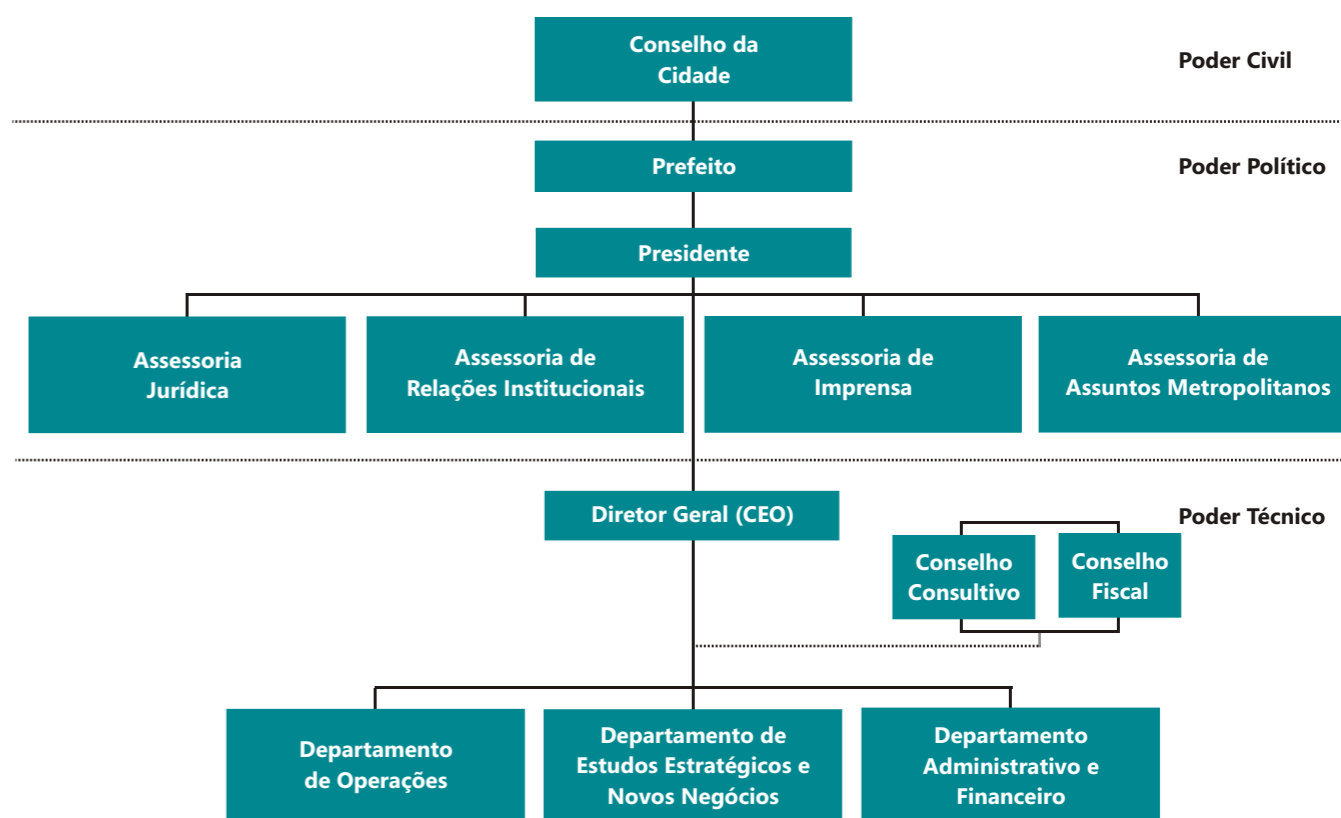 Conselho da
Cidade
Poder Civil
Prefeito
Poder Político
Presidente
Assessoria
Jurídica
Assessoria de
Relações Institucionais
Assessoria de
Imprensa
Assessoria de
Assuntos Metropolitanos
Diretor Geral (CEO)
Poder Técnico
Conselho
Consultivo
Conselho
Fiscal
Departamento
de Operações
Departamento de
Estudos Estratégicos e
Novos Negócios
Departamento
Administrativo e
Financeiro